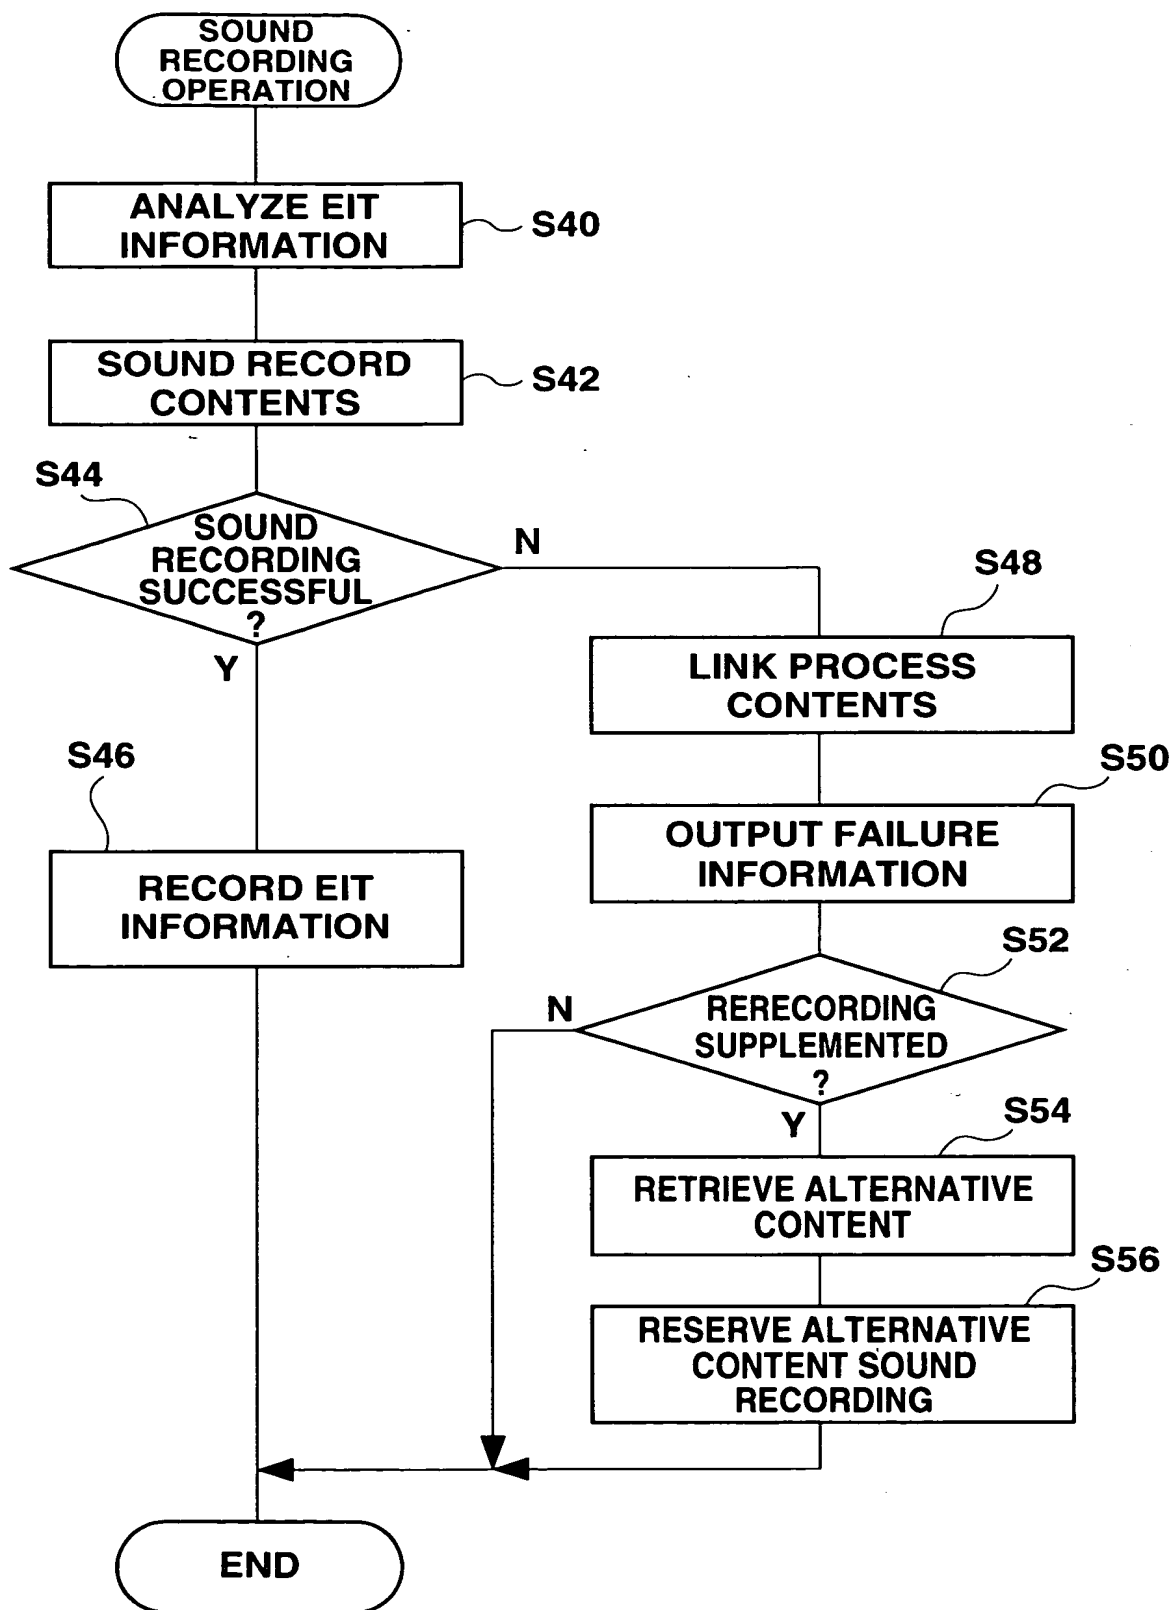 SOUND
RECORDING
OPERATION
ANALYZE EIT
INFORMATION
S40
SOUND RECORD
CONTENTS
S42
S44
SOUND
RECORDING
SUCCESSFUL
?
N
Y
S48
LINK PROCESS
CONTENTS
S46
RECORD EIT
INFORMATION
S50
OUTPUT FAILURE
INFORMATION
S52
RERECORDING
SUPPLEMENTED
?
N
Y
S54
RETRIEVE ALTERNATIVE
CONTENT
S56
RESERVE ALTERNATIVE
CONTENT SOUND
RECORDING
END